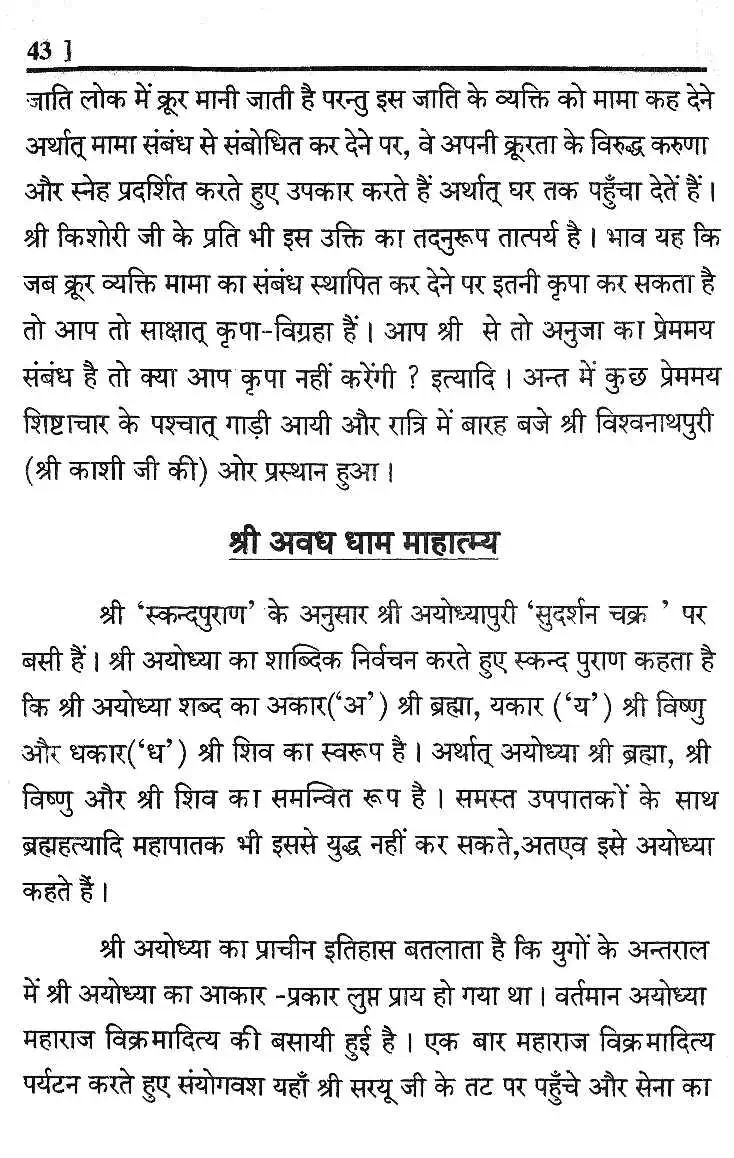 43 ]
जाति लोक में क्रूर मानी जाती है परन्तु इस जाति के व्यक्ति को मामा कह देने
अर्थात् मामा संबंध से संबोधित कर देने पर, वे अपनी क्रूरता के विरुद्ध करुणा
और स्नेह प्रदर्शित करते हुए उपकार करते हैं अर्थात् घर तक पहुँचा देतें हैं ।
श्री किशोरी जी के प्रति भी इस उक्ति का तदनुरूप तात्पर्य है । भाव यह कि
जब क्रूर व्यक्ति मामा का संबंध स्थापित कर देने पर इतनी कृपा कर सकता है
तो आप तो साक्षात् कृपा-विग्रहा हैं । आप श्री से तो अनुजा का प्रेममय
संबंध है तो क्या आप कृपा नहीं करेंगी ? इत्यादि । अन्त में कुछ प्रेममय
शिष्टाचार के पश्चात् गाड़ी आयी और रात्रि में बारह बजे श्री विश्वनाथपुरी
(श्री काशी जी की) ओर प्रस्थान हुआ ।
श्री अवध धाम माहात्म्य
श्री ‘स्कन्दपुराण’ के अनुसार श्री अयोध्यापुरी ‘सुदर्शन चक्र ’ पर
बसी हैं । श्री अयोध्या का शाब्दिक निर्वचन करते हुए स्कन्द पुराण कहता है
कि श्री अयोध्या शब्द का अकार(‘अ’) श्री ब्रह्मा, यकार (‘य’) श्री विष्णु
और धकार(‘ध’) श्री शिव का स्वरूप है । अर्थात् अयोध्या श्री ब्रह्मा, श्री
विष्णु और श्री शिव का समन्वित रूप है । समस्त उपपातकों के साथ
ब्रह्महत्यादि महापातक भी इससे युद्ध नहीं कर सकते,अतएव इसे अयोध्या
कहते हैं ।
श्री अयोध्या का प्राचीन इतिहास बतलाता है कि युगों के अन्तराल
में श्री अयोध्या का आकार -प्रकार लुप्त प्राय हो गया था । वर्तमान अयोध्या
महाराज विक्रमादित्य की बसायी हुई है । एक बार महाराज विक्रमादित्य
पर्यटन करते हुए संयोगवश यहाँ श्री सरयू जी के तट पर पहुँचे और सेना का